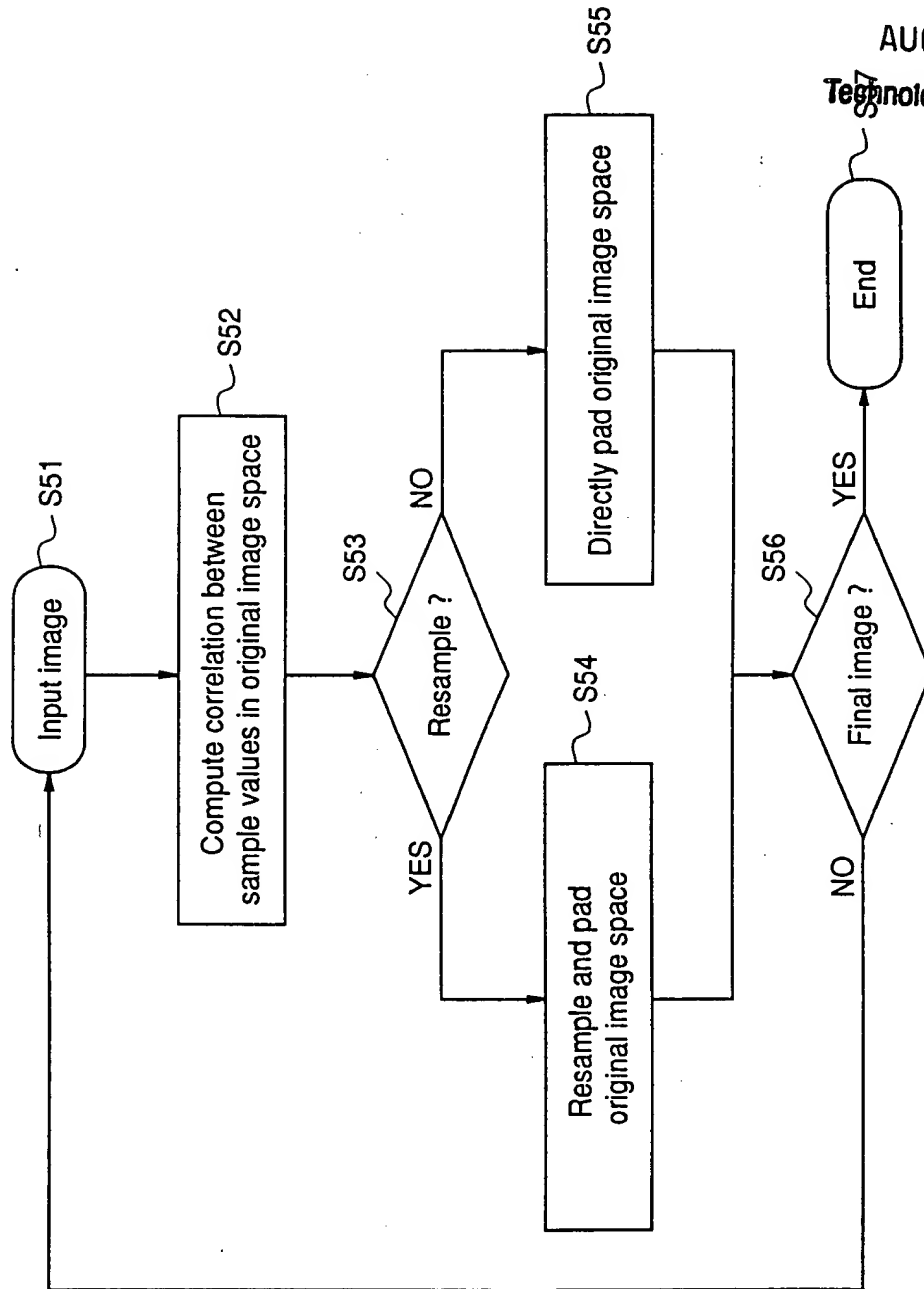 Input image
S51
Compute correlation between
sample values in original image space
S52
Resample ?
S53
YES
NO
Resample and pad
original image space
S54
Directly pad original image space
S55
Final image ?
S56
NO
YES
End